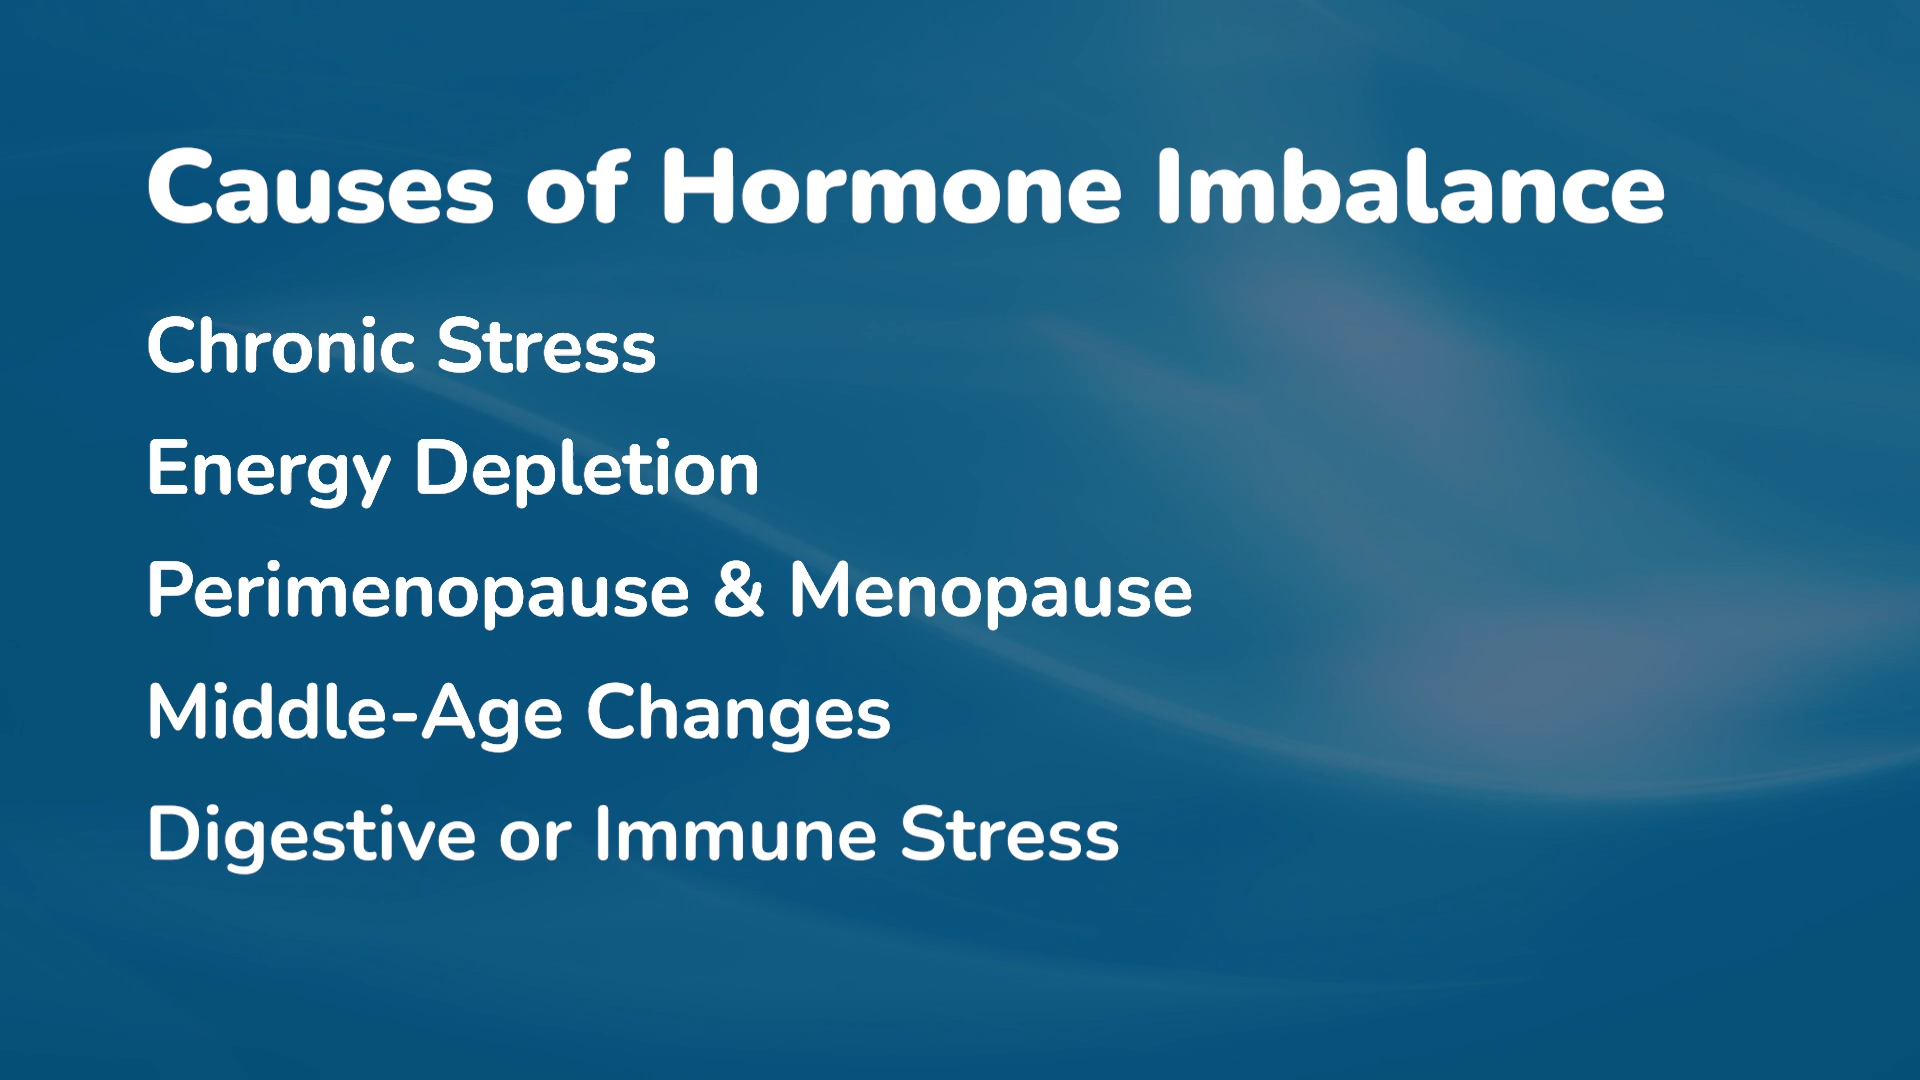 Causes of Hormone Imbalance
Chronic Stress
Energy Depletion
Perimenopause & Menopause
Middle-Age Changes
Digestive or Immune Stress